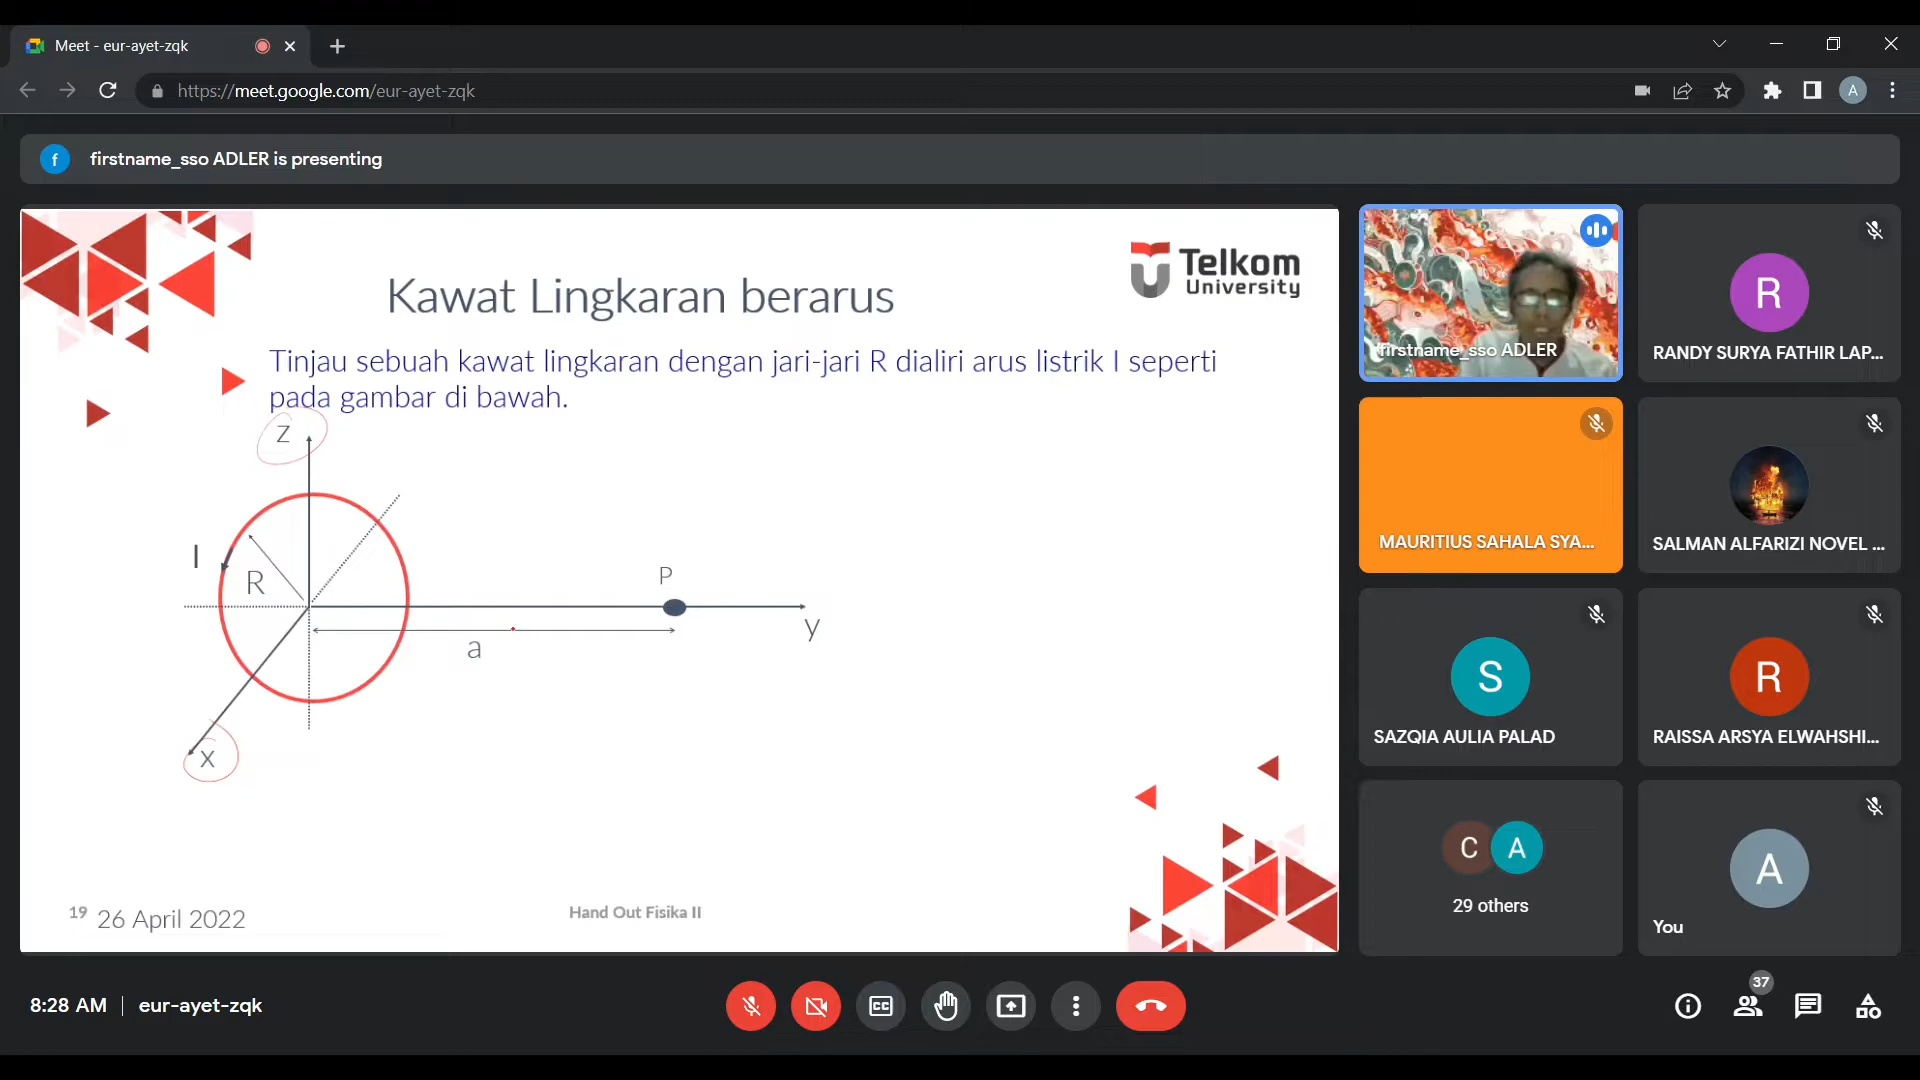 Meet - eur-ayet-zqk
https://meet.google.com/eur-ayet-zqk
A
f
firstname_sso ADLER is presenting
Telkom
University
Kawat Lingkaran berarus
Tinjau sebuah kawat lingkaran dengan jari-jari R dialiri arus listrik I seperti
pada gambar di bawah.
z
I
R
P
y
a
x
19 26 April 2022
Hand Out Fisika II
firstname_sso ADLER
R
RANDY SURYA FATHIR LAP...
MAURITIUS SAHALA SYA...
SALMAN ALFARIZI NOVEL ...
S
SAZQIA AULIA PALAD
R
RAISSA ARSYA ELWAHSHI...
C A
29 others
A
You
8:28 AM | eur-ayet-zqk
CC
37